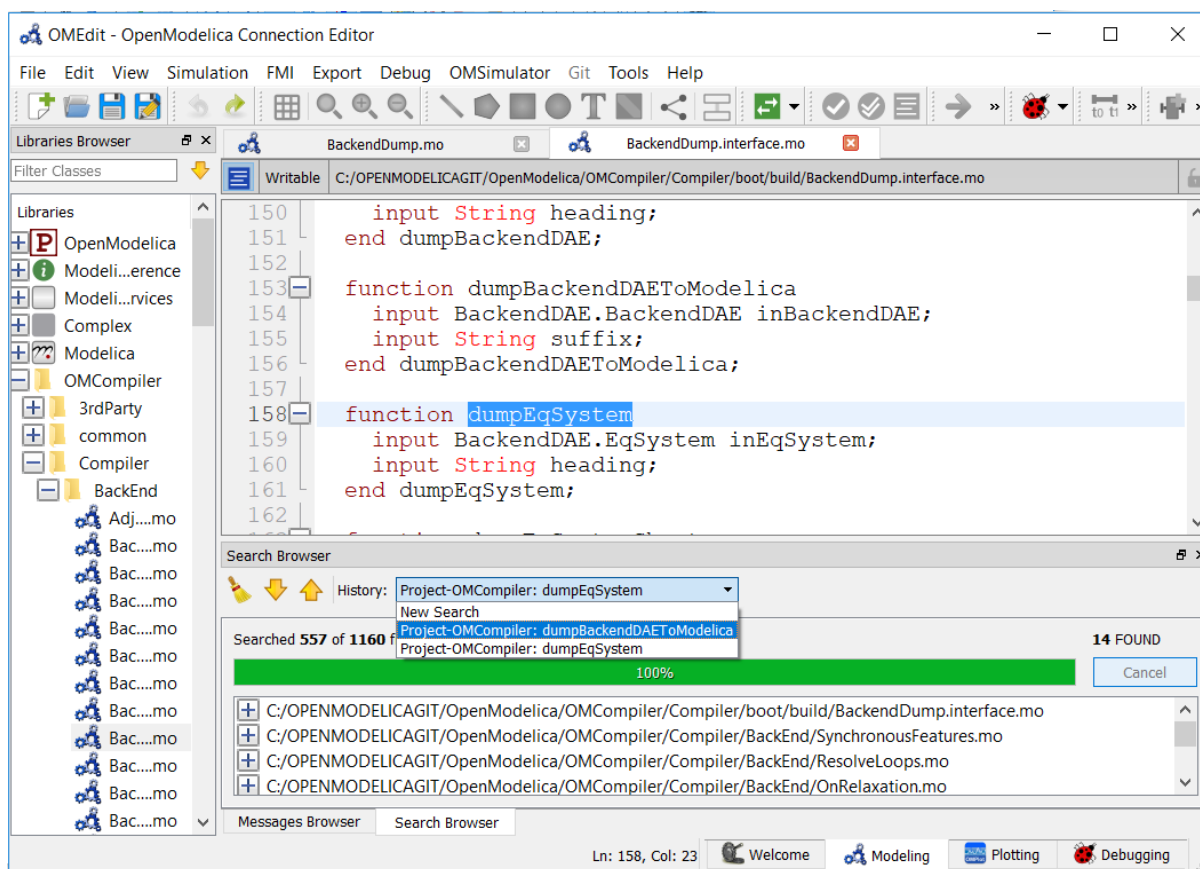 OMEdit - OpenModelica Connection Editor
File Edit View Simulation FMI Export Debug OMSimulator Git Tools Help
T » to ti » »
Libraries Browser
BackendDump.mo
BackendDump.interface.mo
Filter Classes
Writable C:/OPENMODELICAGIT/OpenModelica/OMCompiler/Compiler/boot/build/BackendDump.interface.mo
Libraries
P OpenModelica
i Modeli...erence
Modeli...rvices
Complex
Modelica
OMCompiler
3rdParty
common
Compiler
BackEnd
Adj....mo
Bac....mo
Bac....mo
Bac....mo
Bac....mo
Bac....mo
Bac....mo
Bac....mo
Bac....mo
Bac....mo
Bac....mo
Bac....mo
150 input String heading;
151 end dumpBackendDAE;
152
153 function dumpBackendDAEToModelica
154 input BackendDAE.BackendDAE inBackendDAE;
155 input String suffix;
156 end dumpBackendDAEToModelica;
157
158 function dumpEqSystem
159 input BackendDAE.EqSystem inEqSystem;
160 input String heading;
161 end dumpEqSystem;
162
Search Browser
History: Project-OMCompiler: dumpEqSystem
New Search
Project-OMCompiler: dumpBackendDAEToModelica
Project-OMCompiler: dumpEqSystem
Searched 557 of 1160
14 FOUND
100%
Cancel
C:/OPENMODELICAGIT/OpenModelica/OMCompiler/Compiler/boot/build/BackendDump.interface.mo
C:/OPENMODELICAGIT/OpenModelica/OMCompiler/Compiler/BackEnd/SynchronousFeatures.mo
C:/OPENMODELICAGIT/OpenModelica/OMCompiler/Compiler/BackEnd/ResolveLoops.mo
C:/OPENMODELICAGIT/OpenModelica/OMCompiler/Compiler/BackEnd/OnRelaxation.mo
Messages Browser Search Browser
Ln: 158, Col: 23 Welcome Modeling Plotting Debugging